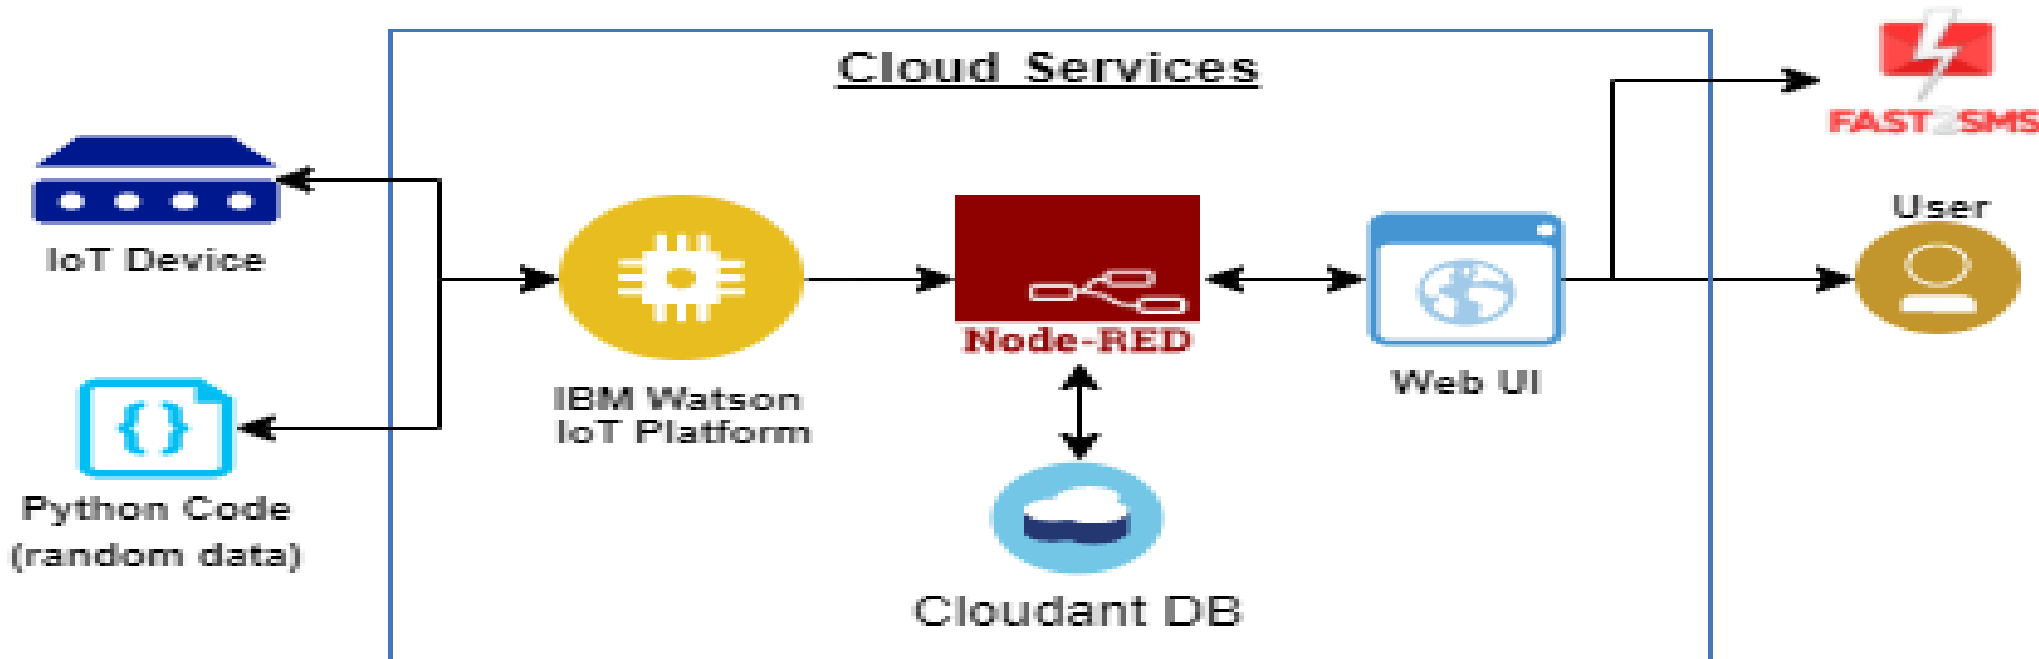 Cloud Services
FAST2SMS
User
IoT Device
Node-RED
Web UI
IBM Watson
IoT Platform
Python Code
(random data)
Cloudant DB